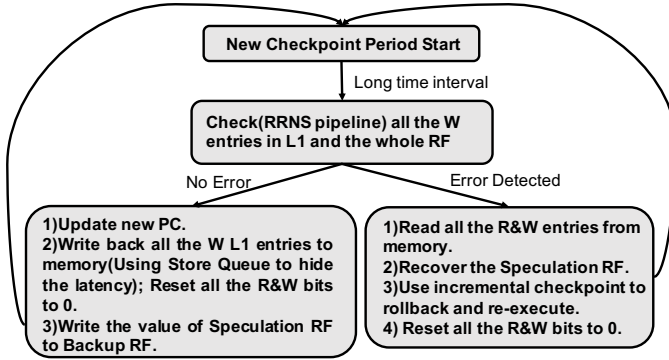 New Checkpoint Period Start
Long time interval
Check(RRNS pipeline) all the W
entries in L1 and the whole RF
No Error
Error Detected
1)Update new PC.
2)Write back all the W L1 entries to
memory(Using Store Queue to hide
the latency); Reset all the R&W bits
to 0.
3)Write the value of Speculation RF
to Backup RF.
1)Read all the R&W entries from
memory.
2)Recover the Speculation RF.
3)Use incremental checkpoint to
rollback and re-execute.
4) Reset all the R&W bits to 0.